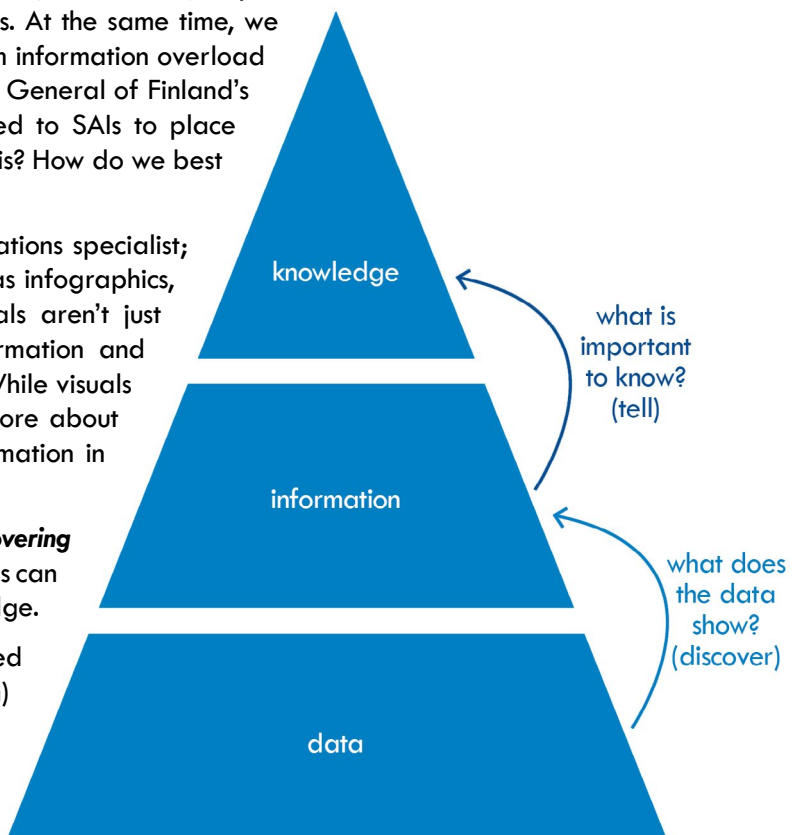 s. At the same time, we
information overload
General of Finland's
ed to SAIs to place
is? How do we best
ations specialist;
as infographics,
als aren't just
rmation and
While visuals
ore about
mation in
overing
s can
dge.
ed
)
knowledge
information
data
what is
important
to know?
(tell)
what does
the data
show?
(discover)